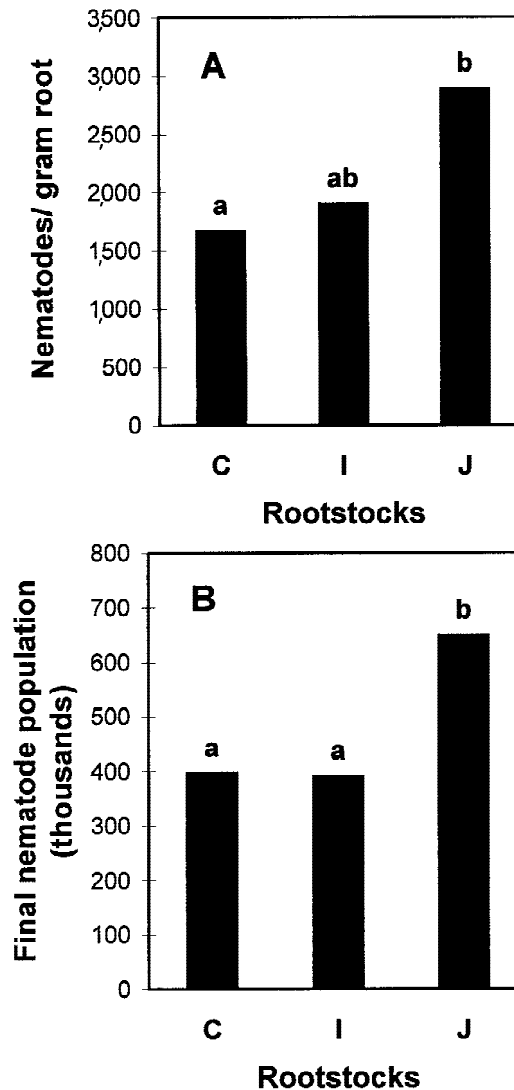 3,500
3,000
2,500
2,000
1,500
1,000
500
0
Nematodes/ gram root
A
a
ab
b
C I J
Rootstocks
800
700
600
500
400
300
200
100
0
Final nematode population
(thousands)
B
a
a
b
C I J
Rootstocks